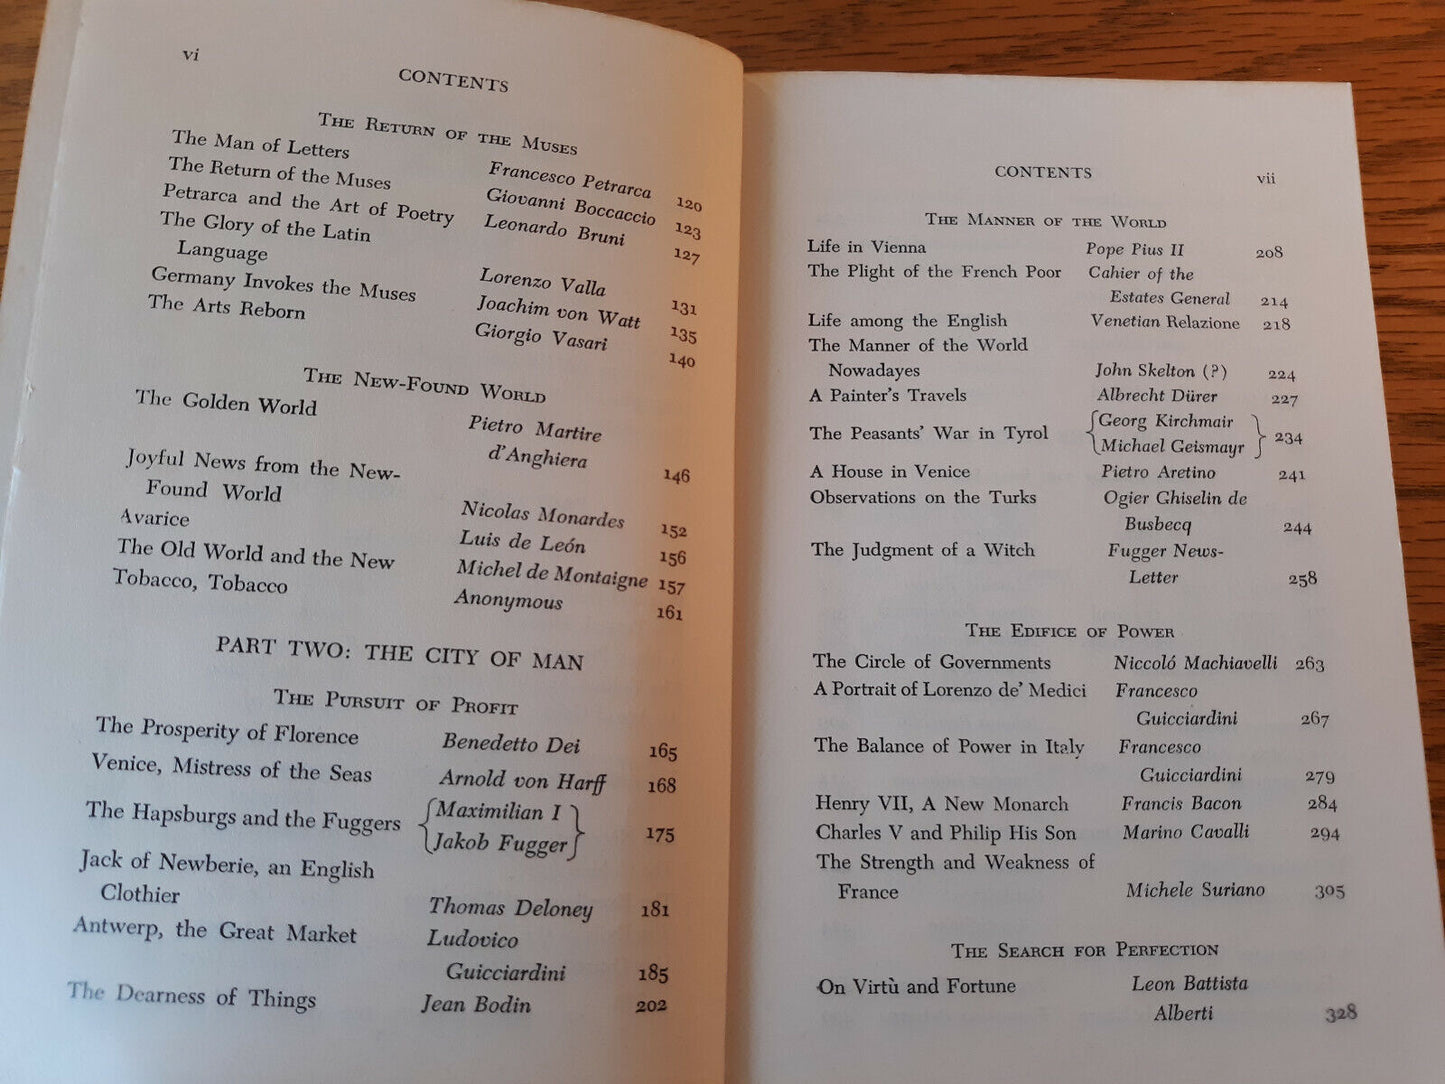 vi
CONTENTS
The Return of the Muses
The Man of Letters Francesco Petrarca 120
The Return of the Muses Giovanni Boccaccio 123
Petrarca and the Art of Poetry Leonardo Bruni 127
The Glory of the Latin
Language Lorenzo Valla 131
Germany Invokes the Muses Joachim von Watt 135
The Arts Reborn Giorgio Vasari 140
The New-Found World
The Golden World Pietro Martire
d'Anghiera 146
Joyful News from the New-
Found World Nicolas Monardes 152
Avarice Luis de León 156
The Old World and the New Michel de Montaigne 157
Tobacco, Tobacco Anonymous 161
PART TWO: THE CITY OF MAN
The Pursuit of Profit
The Prosperity of Florence Benedetto Dei 165
Venice, Mistress of the Seas Arnold von Harff 168
The Hapsburgs and the Fuggers {Maximilian I
Jakob Fugger} 175
Jack of Newberie, an English
Clothier Thomas Deloney 181
Antwerp, the Great Market Ludovico
Guicciardini 185
The Dearness of Things Jean Bodin 202
CONTENTS vii
The Manner of the World
Life in Vienna Pope Pius II 208
The Plight of the French Poor Cahier of the
Estates General 214
Life among the English Venetian Relazione 218
The Manner of the World
Nowadayes John Skelton (?) 224
A Painter's Travels Albrecht Dürer 227
The Peasants' War in Tyrol {Georg Kirchmair
Michael Geismayr} 234
A House in Venice Pietro Aretino 241
Observations on the Turks Ogier Ghiselin de
Busbecq 244
The Judgment of a Witch Fugger News-
Letter 258
The Edifice of Power
The Circle of Governments Niccoló Machiavelli 263
A Portrait of Lorenzo de' Medici Francesco
Guicciardini 267
The Balance of Power in Italy Francesco
Guicciardini 279
Henry VII, A New Monarch Francis Bacon 284
Charles V and Philip His Son Marino Cavalli 294
The Strength and Weakness of
France Michele Suriano 305
The Search for Perfection
On Virtù and Fortune Leon Battista
Alberti 328